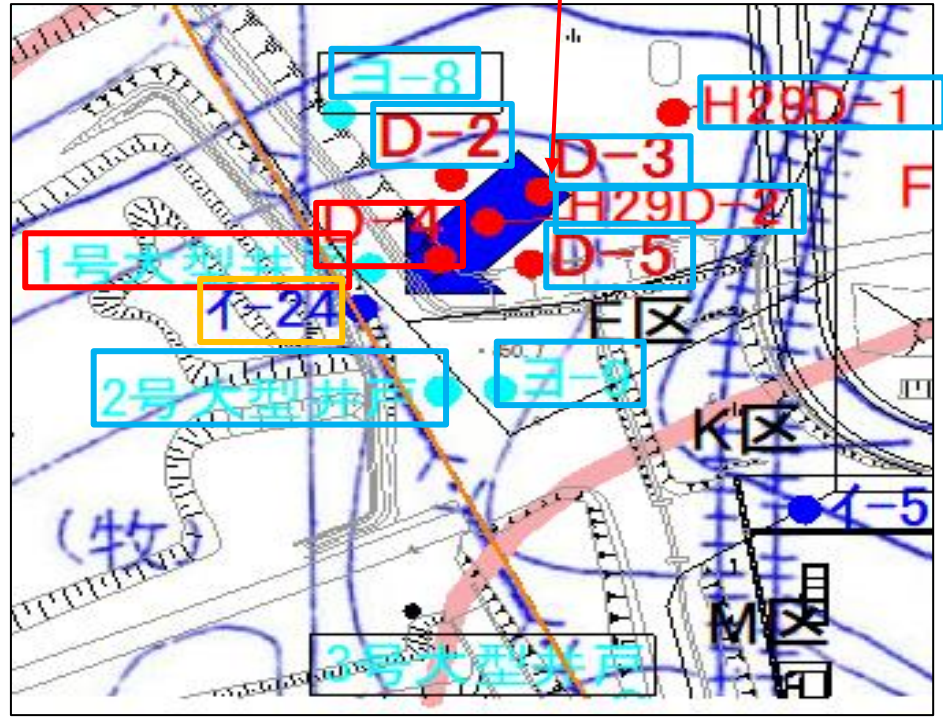 ヨ-8
H29D-1
D-2
D-3
F
H29D-2
D-4
1号大型井戸
D-5
イ-24
F区
2号大型井戸
ヨ-9
K区
イ-5
(牧)
M区
3号大型井戸